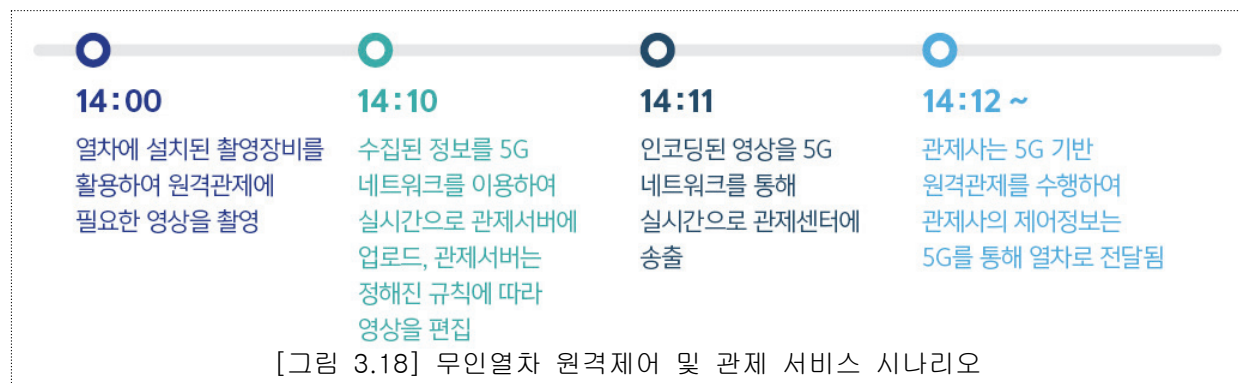 14:00
열차에 설치된 촬영장비를
활용하여 원격관제에
필요한 영상을 촬영
14:10
수집된 정보를 5G
네트워크를 이용하여
실시간으로 관제서버에
업로드, 관제서버는
정해진 규칙에 따라
영상을 편집
14:11
인코딩된 영상을 5G
네트워크를 통해
실시간으로 관제센터에
송출
14:12 ~
관제사는 5G 기반
원격관제를 수행하여
관제사의 제어정보는
5G를 통해 열차로 전달됨
[그림 3.18] 무인열차 원격제어 및 관제 서비스 시나리오